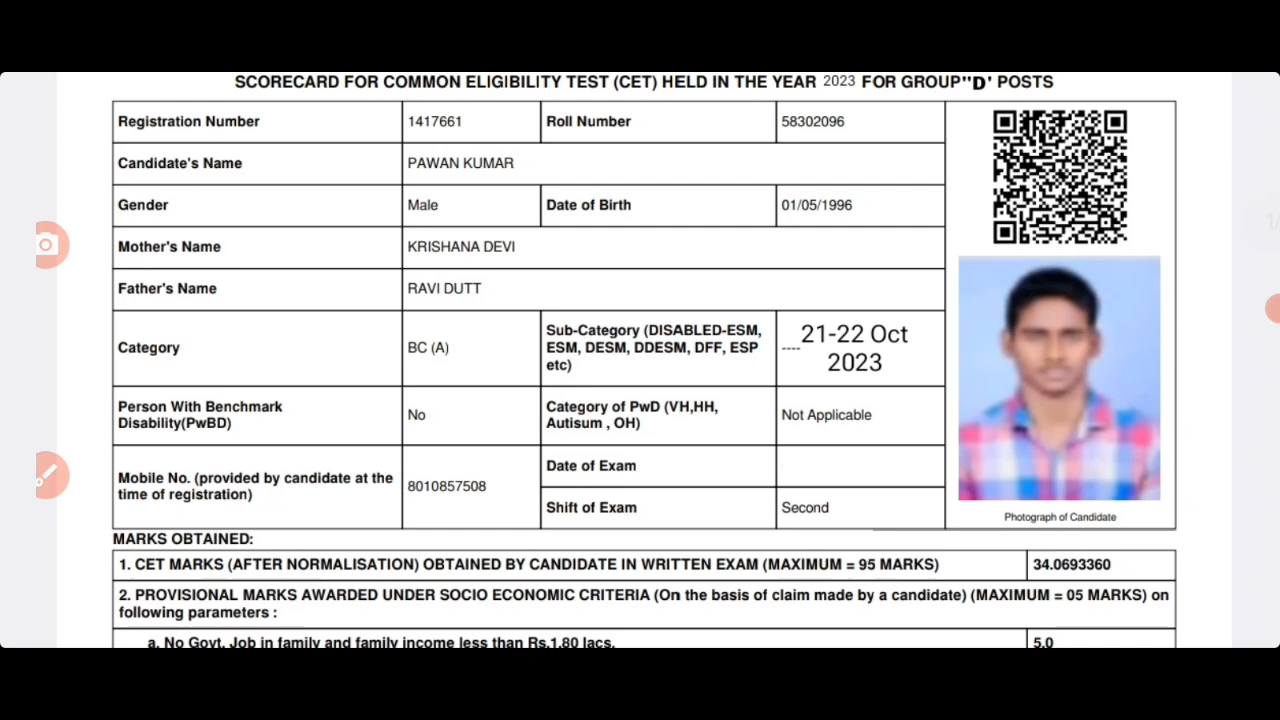 SCORECARD FOR COMMON ELIGIBILITY TEST (CET) HELD IN THE YEAR 2023 FOR GROUP"D' POSTS
Registration Number 1417661 Roll Number 58302096
Candidate's Name PAWAN KUMAR
Gender Male Date of Birth 01/05/1996
Mother's Name KRISHANA DEVI
Father's Name RAVI DUTT
Category BC (A)
Sub-Category (DISABLED-ESM,
ESM, DESM, DDESM, DFF, ESP
etc)
----21-22 Oct
2023
Person With Benchmark
Disability(PwBD)
No
Category of PwD (VH,HH,
Autisum , OH)
Not Applicable
Mobile No. (provided by candidate at the
time of registration)
8010857508
Date of Exam
Shift of Exam Second
Photograph of Candidate
MARKS OBTAINED:
1. CET MARKS (AFTER NORMALISATION) OBTAINED BY CANDIDATE IN WRITTEN EXAM (MAXIMUM = 95 MARKS) 34.0693360
2. PROVISIONAL MARKS AWARDED UNDER SOCIO ECONOMIC CRITERIA (On the basis of claim made by a candidate) (MAXIMUM = 05 MARKS) on
following parameters :
a. No Govt. Job in family and family income less than Rs.1.80 lacs. 5.0